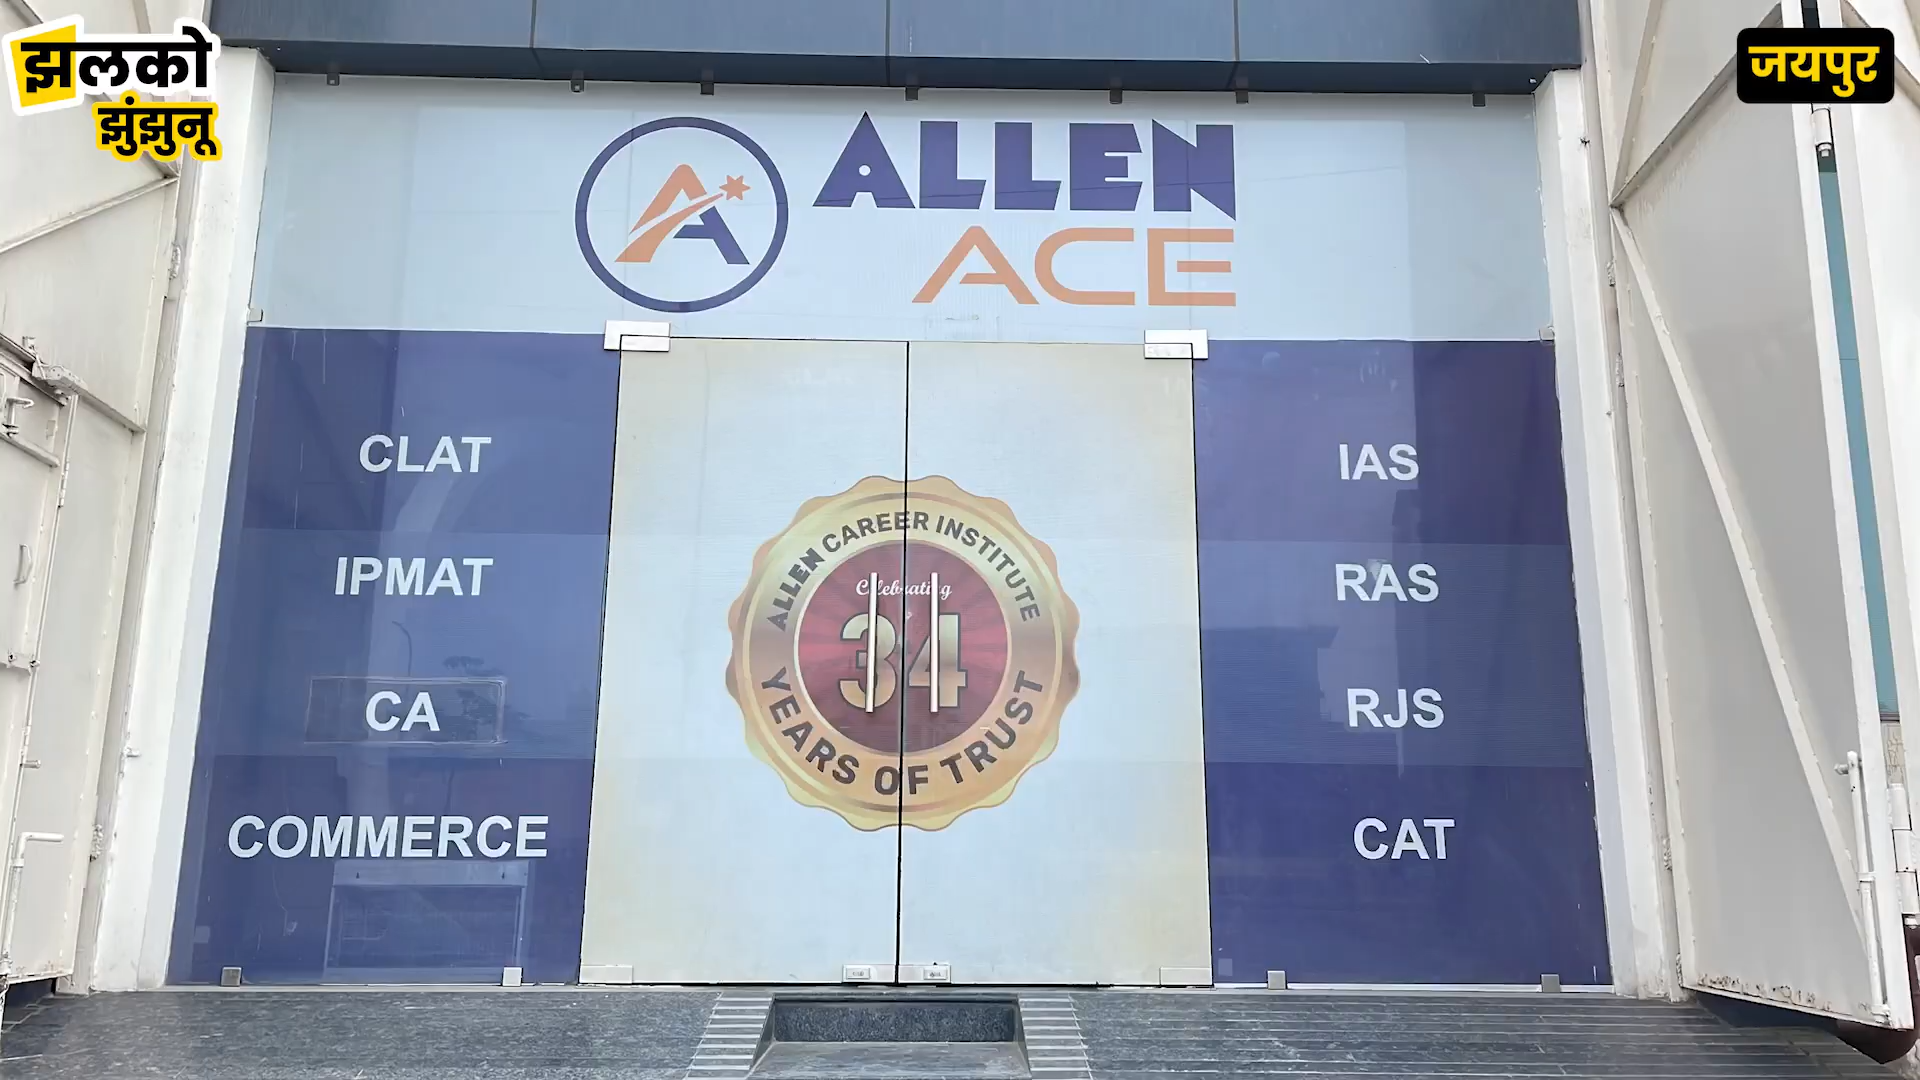 झलको
झुंझुनू
जयपुर
ALLEN
ACE
CLAT
IPMAT
CA
COMMERCE
ALLEN CAREER INSTITUTE
Celebrating
34
YEARS OF TRUST
IAS
RAS
RJS
CAT